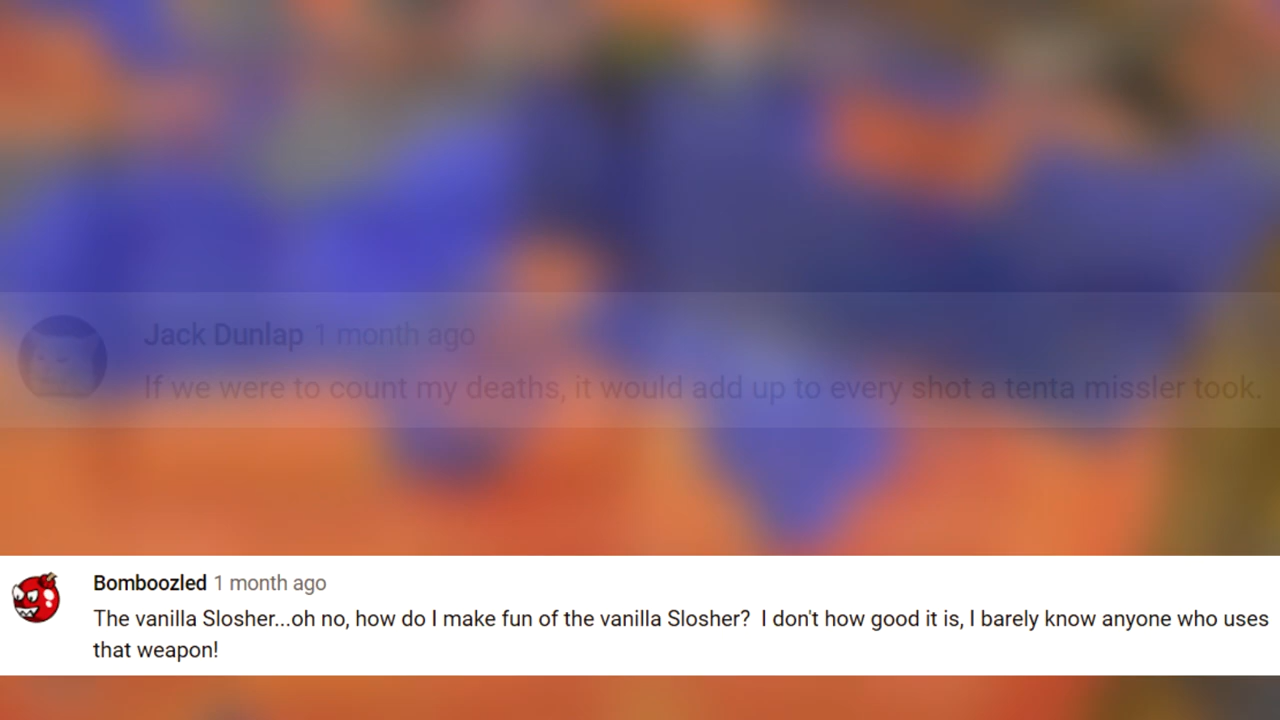 Jack Dunlap 1 month ago
If we were to count my deaths, it would add up to every shot a tenta missler took.
Bomboozled 1 month ago
The vanilla Slosher...oh no, how do I make fun of the vanilla Slosher?  I don't how good it is, I barely know anyone who uses
that weapon!